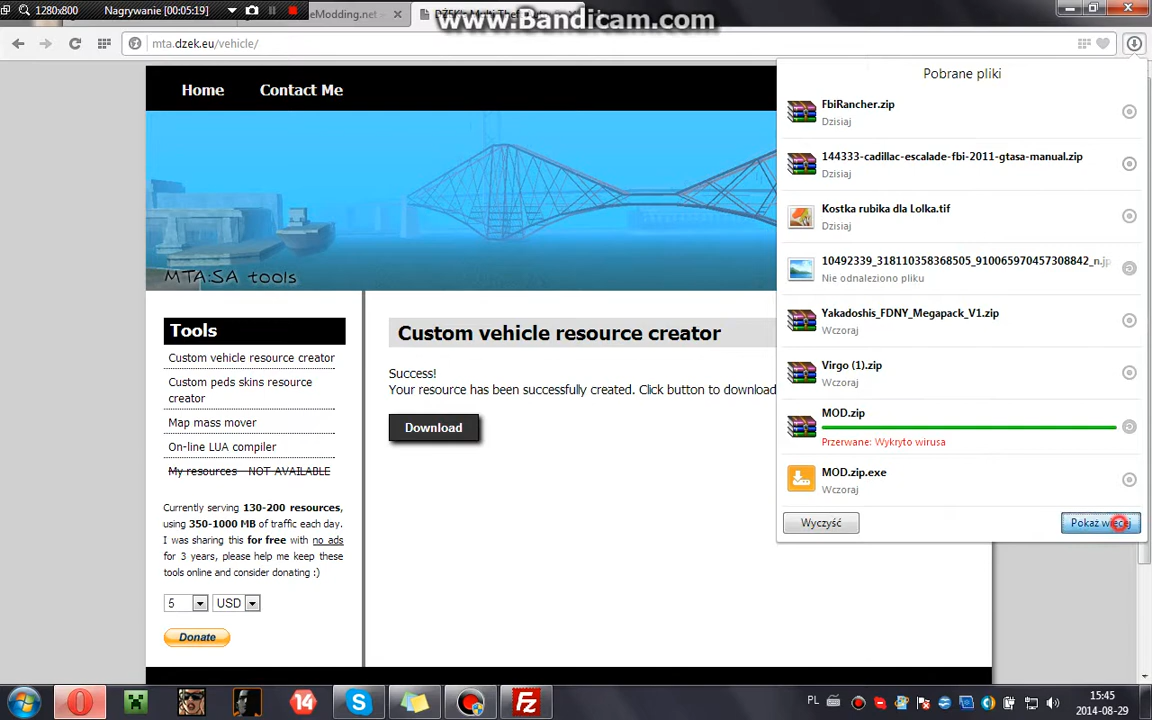 1280x800
Nagrywanie [00:05:19]
eModding.net
www.Bandicam.com
mta.dzek.eu/vehicle/
Home
Contact Me
MTA:SA tools
Tools
Custom vehicle resource creator
Custom peds skins resource
creator
Map mass mover
On-line LUA compiler
My resources - NOT AVAILABLE
Currently serving 130-200 resources,
using 350-1000 MB of traffic each day.
I was sharing this for free with no ads
for 3 years, please help me keep these
tools online and consider donating :)
5
USD
Donate
Custom vehicle resource creator
Success!
Your resource has been successfully created. Click button to download
Download
Pobrane pliki
FbiRancher.zip
Dzisiaj
144333-cadillac-escalade-fbi-2011-gtasa-manual.zip
Dzisiaj
Kostka rubika dla Lolka.tif
Dzisiaj
10492339_318110358368505_910065970457308842_n.jp
Nie odnaleziono pliku
Yakadoshis_FDNY_Megapack_V1.zip
Wczoraj
Virgo (1).zip
Wczoraj
MOD.zip
Przerwane: Wykryto wirusa
MOD.zip.exe
Wczoraj
Wyczyść
Pokaż więcej
14
PL
15:45
2014-08-29